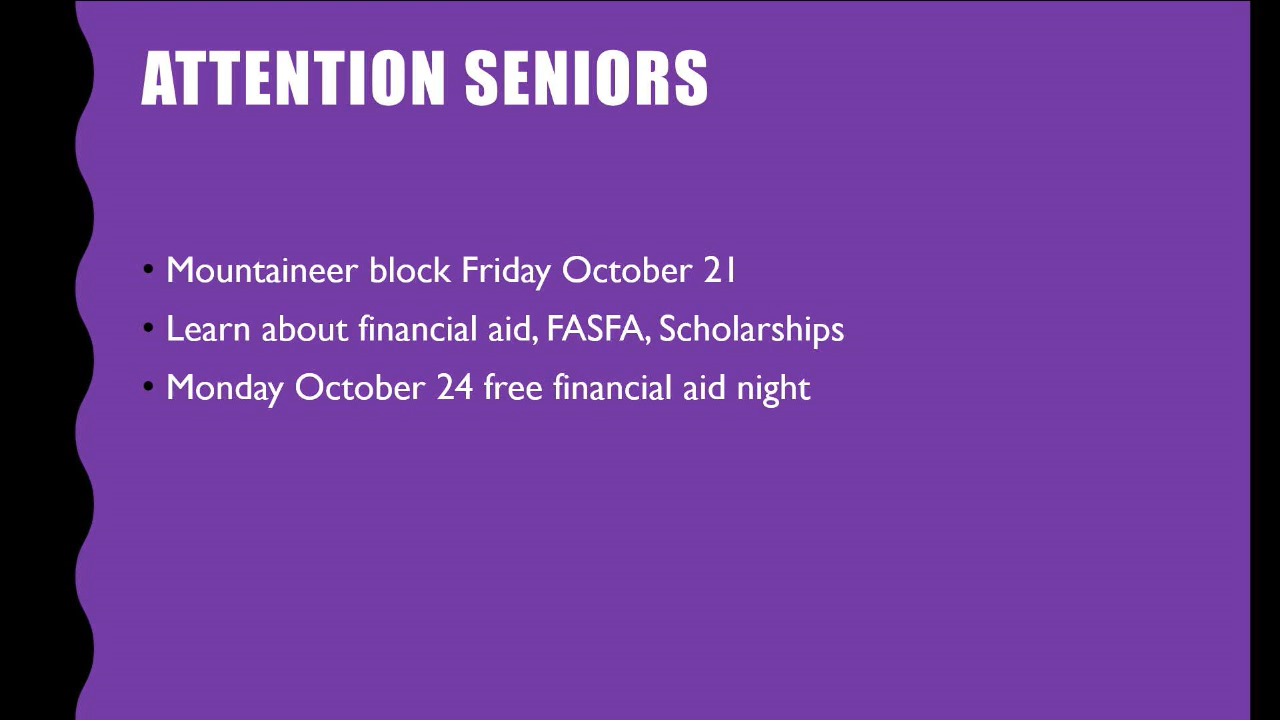 ATTENTION SENIORS
• Mountaineer block Friday October 21
• Learn about financial aid, FASFA, Scholarships
• Monday October 24 free financial aid night